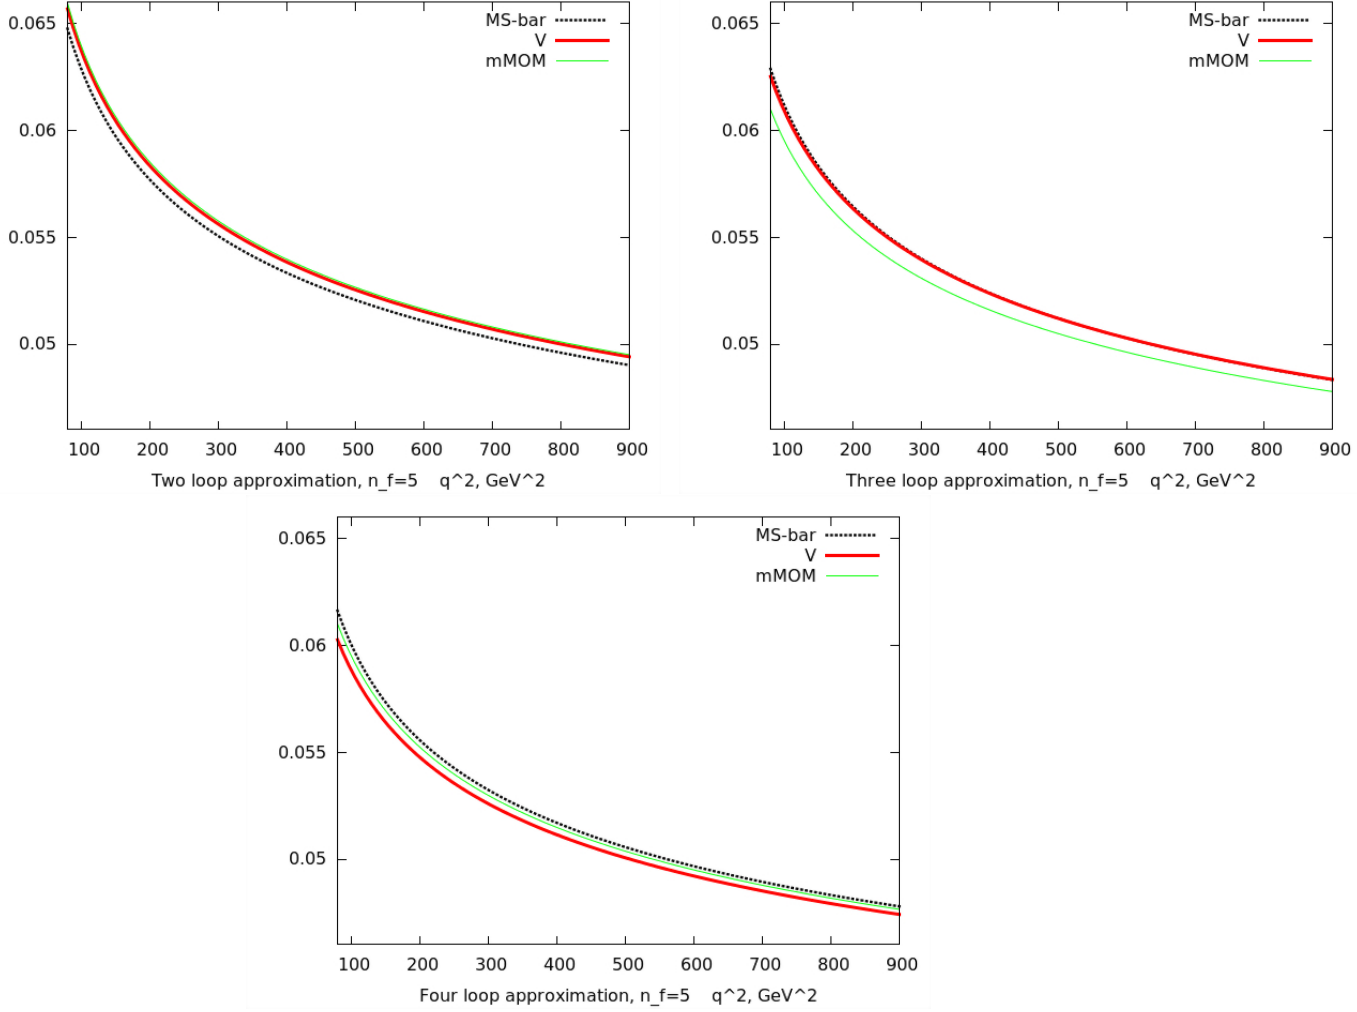 0.065
0.06
0.055
0.05
MS-bar
V
mMOM
100 200 300 400 500 600 700 800 900
Two loop approximation, n_f=5 q^2, GeV^2
0.065
0.06
0.055
0.05
MS-bar
V
mMOM
100 200 300 400 500 600 700 800 900
Three loop approximation, n_f=5 q^2, GeV^2
0.065
0.06
0.055
0.05
MS-bar
V
mMOM
100 200 300 400 500 600 700 800 900
Four loop approximation, n_f=5 q^2, GeV^2